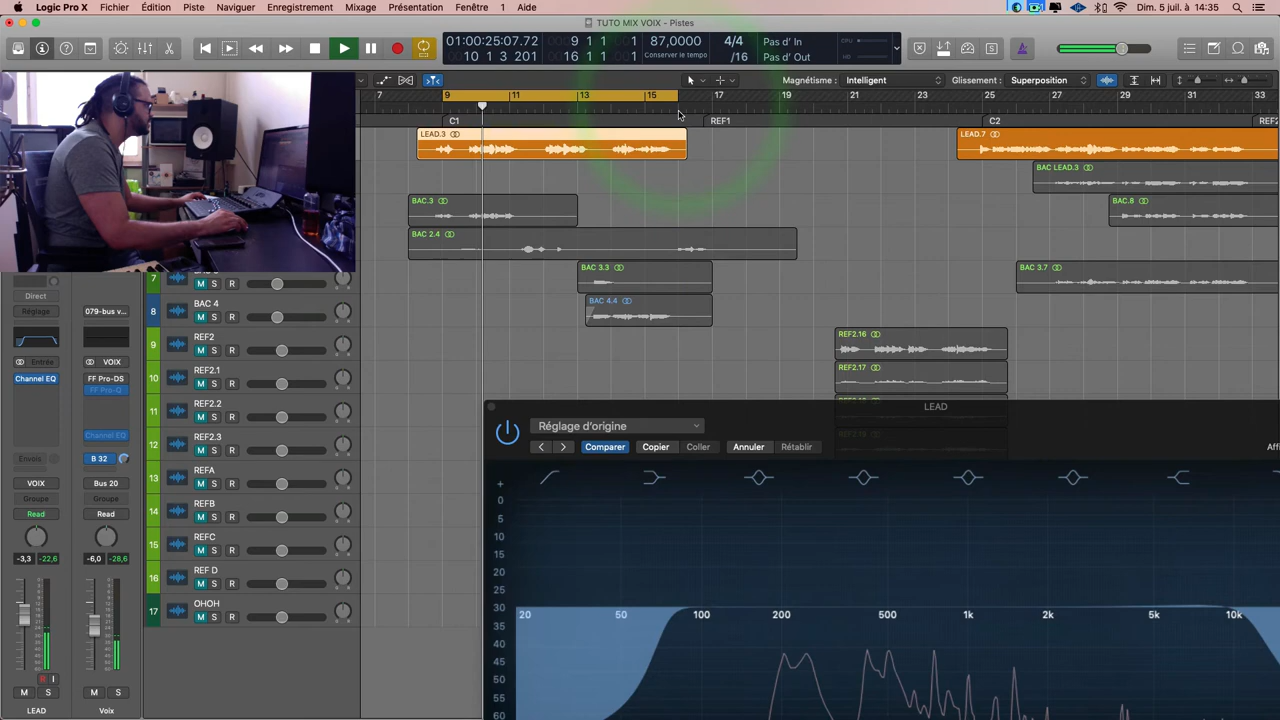 Logic Pro X Fichier Édition Piste Naviguer Enregistrement Mixage Présentation Fenêtre 1 Aide Dim. 5 juil. à 14:35
TUTO MIX VOIX - Pistes
01:00:25:07.72 9 1 1 1 87,0000 4/4 Pas d’ In CPU
10 1 3 201 16 1 1 1 Conserver le tempo /16 Pas d’ Out
Magnétisme : Intelligent Glissement : Superposition
7 9 11 13 15 17 19 21 23 25 27 29 31 33
C1 REF1 C2 REF2
LEAD.3 LEAD.7
BAC LEAD.3
BAC.3 BAC.8
BAC 2.4
BAC 3.3 BAC 3.7
BAC 4.4
REF2.16
REF2.17
7 M S R
8 BAC 4 M S R
9 REF2 M S R
10 REF2.1 M S R
11 REF2.2 M S R
12 REF2.3 M S R
13 REFA M S R
14 REFB M S R
15 REFC M S R
16 REF D M S R
17 OHOH M S R
Direct
Réglage 079-bus v...
Entrée VOIX
Channel EQ FF Pro-DS
FF Pro-Q
Channel EQ
Envois B 32
VOIX Bus 20
Groupe Groupe
Read Read
-3,3 -22,6 -6,0 -28,6
R I
M S M S
LEAD Voix
LEAD
Réglage d’origine
Comparer Copier Coller Annuler Rétablir Affi
+
0
5
10
15
20
25
30
35
40
45
50
55
60
20 50 100 200 500 1k 2k 5k 10k